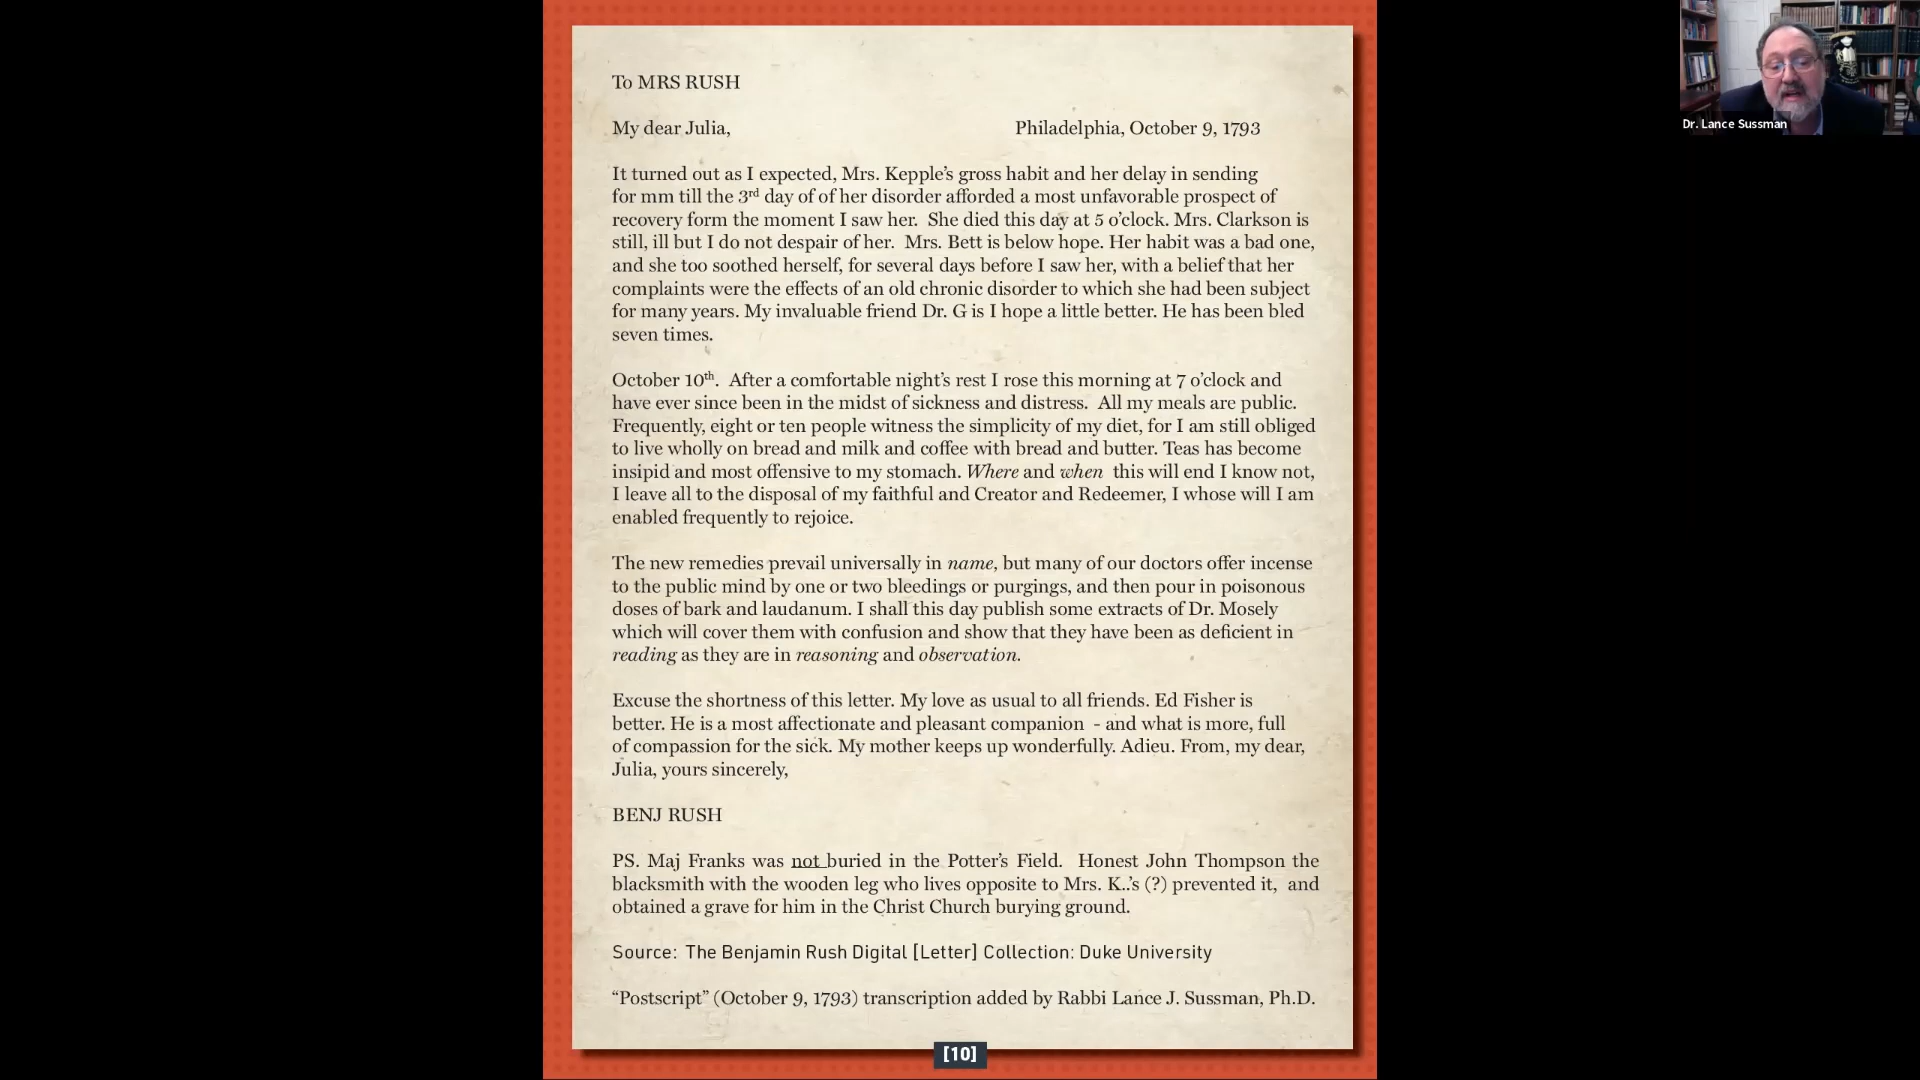 To MRS RUSH
My dear Julia, Philadelphia, October 9, 1793
It turned out as I expected, Mrs. Kepple's gross habit and her delay in sending
for mm till the 3rd day of of her disorder afforded a most unfavorable prospect of
recovery form the moment I saw her. She died this day at 5 o'clock. Mrs. Clarkson is
still, ill but I do not despair of her. Mrs. Bett is below hope. Her habit was a bad one,
and she too soothed herself, for several days before I saw her, with a belief that her
complaints were the effects of an old chronic disorder to which she had been subject
for many years. My invaluable friend Dr. G is I hope a little better. He has been bled
seven times.
October 10th. After a comfortable night's rest I rose this morning at 7 o'clock and
have ever since been in the midst of sickness and distress. All my meals are public.
Frequently, eight or ten people witness the simplicity of my diet, for I am still obliged
to live wholly on bread and milk and coffee with bread and butter. Teas has become
insipid and most offensive to my stomach. Where and when this will end I know not,
I leave all to the disposal of my faithful and Creator and Redeemer, I whose will I am
enabled frequently to rejoice.
The new remedies prevail universally in name, but many of our doctors offer incense
to the public mind by one or two bleedings or purgings, and then pour in poisonous
doses of bark and laudanum. I shall this day publish some extracts of Dr. Mosely
which will cover them with confusion and show that they have been as deficient in
reading as they are in reasoning and observation.
Excuse the shortness of this letter. My love as usual to all friends. Ed Fisher is
better. He is a most affectionate and pleasant companion - and what is more, full
of compassion for the sick. My mother keeps up wonderfully. Adieu. From, my dear,
Julia, yours sincerely,
BENJ RUSH
PS. Maj Franks was not buried in the Potter's Field. Honest John Thompson the
blacksmith with the wooden leg who lives opposite to Mrs. K..'s (?) prevented it, and
obtained a grave for him in the Christ Church burying ground.
Source: The Benjamin Rush Digital [Letter] Collection: Duke University
“Postscript” (October 9, 1793) transcription added by Rabbi Lance J. Sussman, Ph.D.
[10]
Dr. Lance Sussman